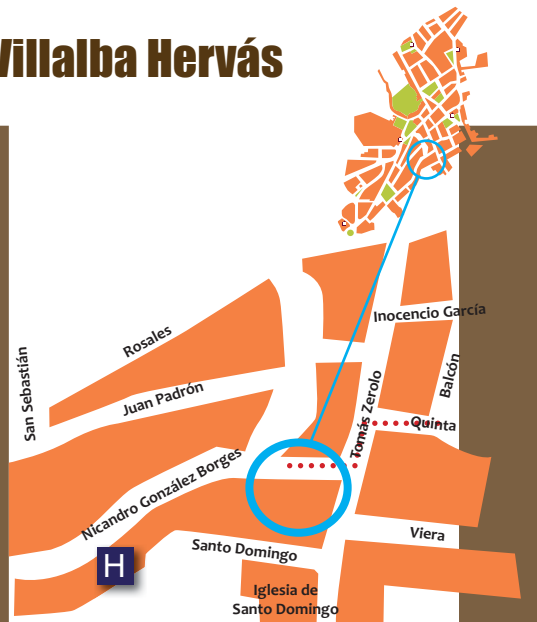 Villalba Hervás
Inocencio García
Rosales
San Sebastián
Juan Padrón
Balcón
Tomás Zerolo
Quinta
Nicandro González Borges
Viera
Santo Domingo
H
Iglesia de
Santo Domingo